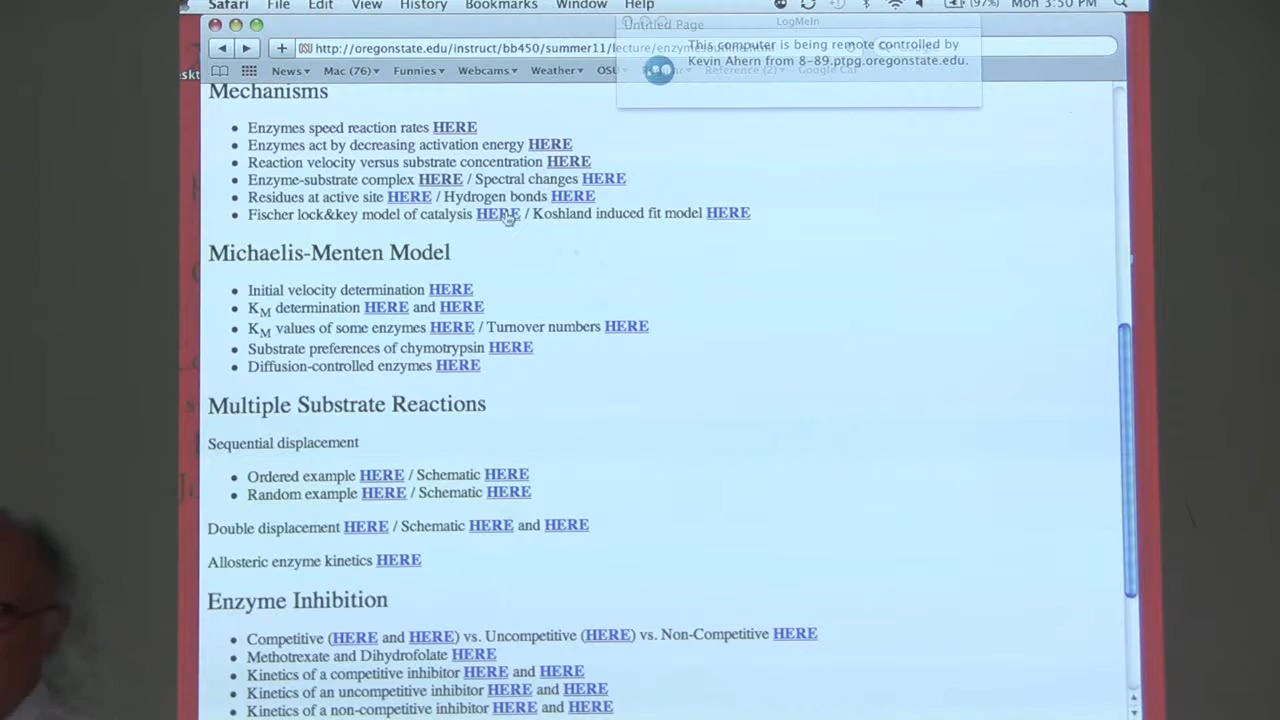 Safari File Edit View History Bookmarks Window Help (97%) Mon 3:50 PM
Untitled Page LogMeIn
http://oregonstate.edu/instruct/bb450/summer11/lecture/enzym
This computer is being remote controlled by
Kevin Ahern from 8-89.ptpg.oregonstate.edu.
News Mac (76) Funnies Webcams Weather OSU Reference (2) Google Cal
Mechanisms
Enzymes speed reaction rates HERE
Enzymes act by decreasing activation energy HERE
Reaction velocity versus substrate concentration HERE
Enzyme-substrate complex HERE / Spectral changes HERE
Residues at active site HERE / Hydrogen bonds HERE
Fischer lock&key model of catalysis HERE / Koshland induced fit model HERE
Michaelis-Menten Model
Initial velocity determination HERE
KM determination HERE and HERE
KM values of some enzymes HERE / Turnover numbers HERE
Substrate preferences of chymotrypsin HERE
Diffusion-controlled enzymes HERE
Multiple Substrate Reactions
Sequential displacement
Ordered example HERE / Schematic HERE
Random example HERE / Schematic HERE
Double displacement HERE / Schematic HERE and HERE
Allosteric enzyme kinetics HERE
Enzyme Inhibition
Competitive (HERE and HERE) vs. Uncompetitive (HERE) vs. Non-Competitive HERE
Methotrexate and Dihydrofolate HERE
Kinetics of a competitive inhibitor HERE and HERE
Kinetics of an uncompetitive inhibitor HERE and HERE
Kinetics of a non-competitive inhibitor HERE and HERE